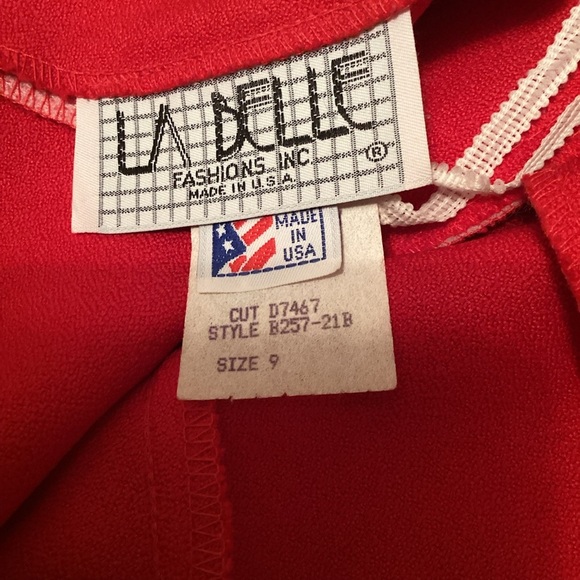 LA BELLE
FASHIONS, INC.
®
MADE IN U.S.A.
MADE
IN
USA
CUT D7467
STYLE B257-21B
SIZE 9